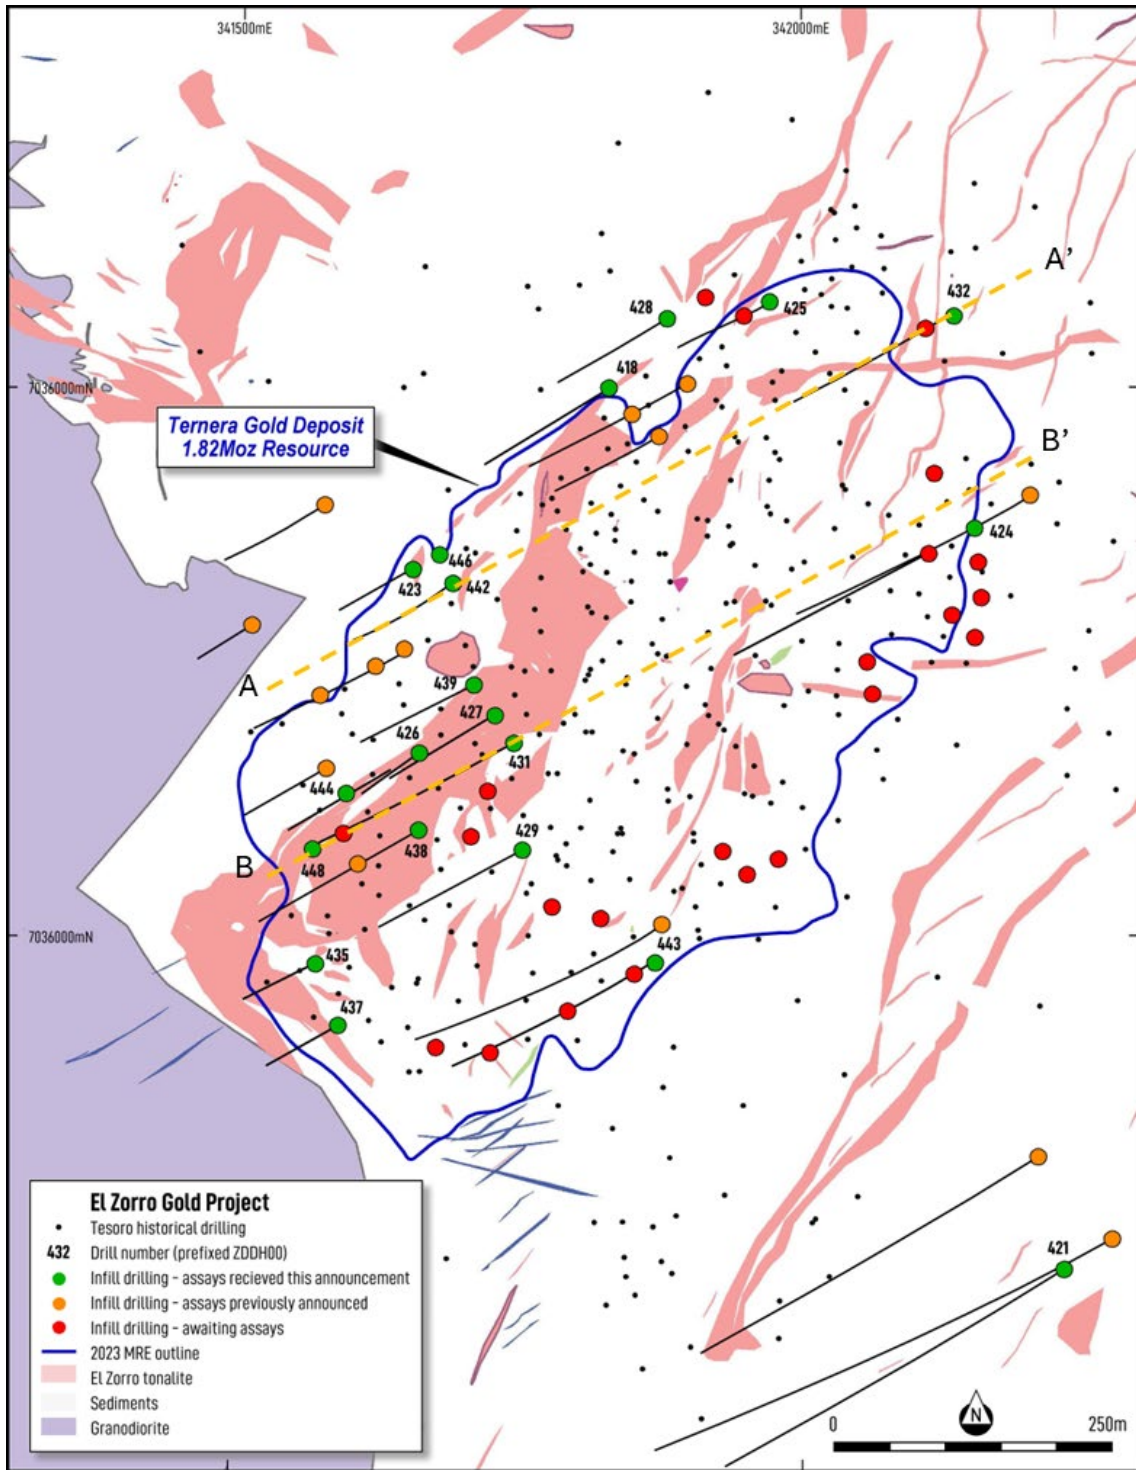 341500mE
342000mE
A'
432
428
425
418
7036000mN
B'
Ternera Gold Deposit
1.82Moz Resource
424
446
423
442
A
439
427
426
431
444
429
438
B
448
7036000mN
443
435
437
El Zorro Gold Project
Tesoro historical drilling
432 Drill number (prefixed ZDDH00)
Infill drilling - assays recieved this announcement
Infill drilling - assays previously announced
Infill drilling - awaiting assays
2023 MRE outline
El Zorro tonalite
Sediments
Granodiorite
421
N
0 250m